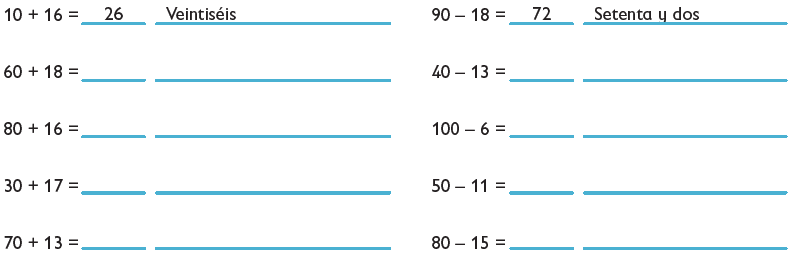 10 + 16 = 26 Veintiséis
60 + 18 =
80 + 16 =
30 + 17 =
70 + 13 =
90 – 18 = 72 Setenta y dos
40 – 13 =
100 – 6 =
50 – 11 =
80 – 15 =